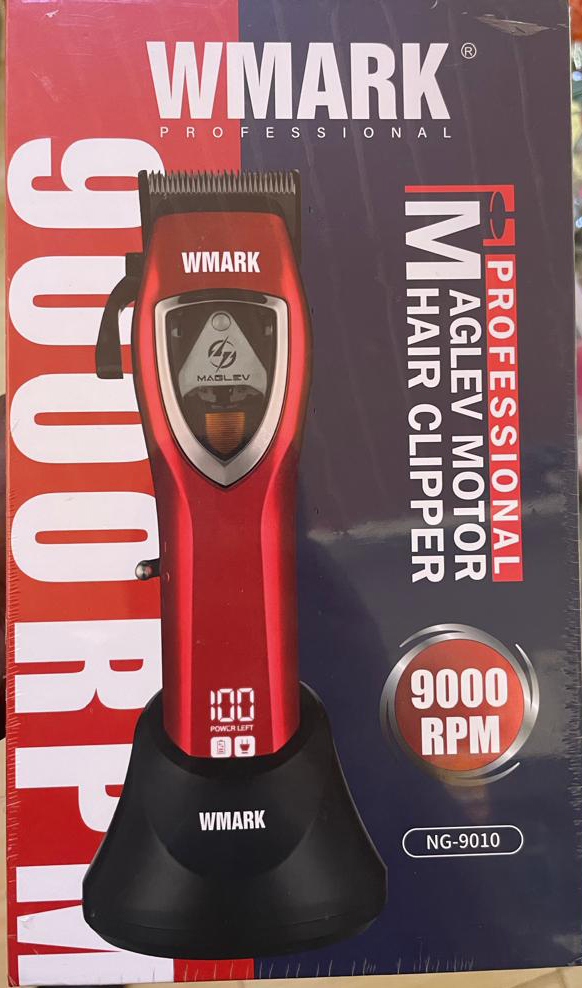 WMARK®
PROFESSIONAL
9000 RPM
WMARK
MAGLEV
100
POWER LEFT
WMARK
PROFESSIONAL
MAGLEV MOTOR
HAIR CLIPPER
9000
RPM
NG-9010